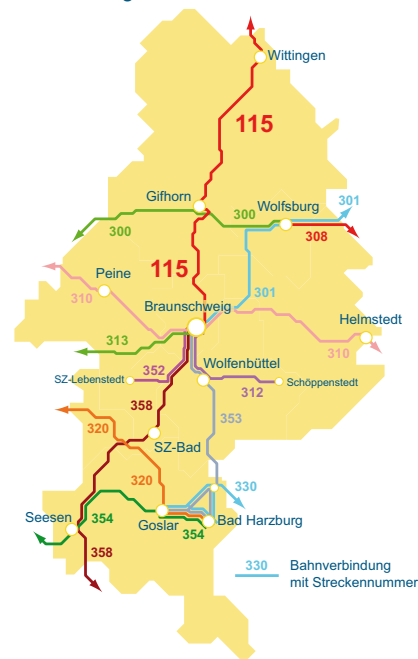 Wittingen
115
Gifhorn
Wolfsburg
301
300
300
308
115
Peine
310
301
Braunschweig
Helmstedt
313
310
352
Wolfenbüttel
SZ-Lebenstedt
312
Schöppenstedt
358
353
320
SZ-Bad
320
330
Seesen
354
Goslar
Bad Harzburg
354
358
330
Bahnverbindung
mit Streckennummer